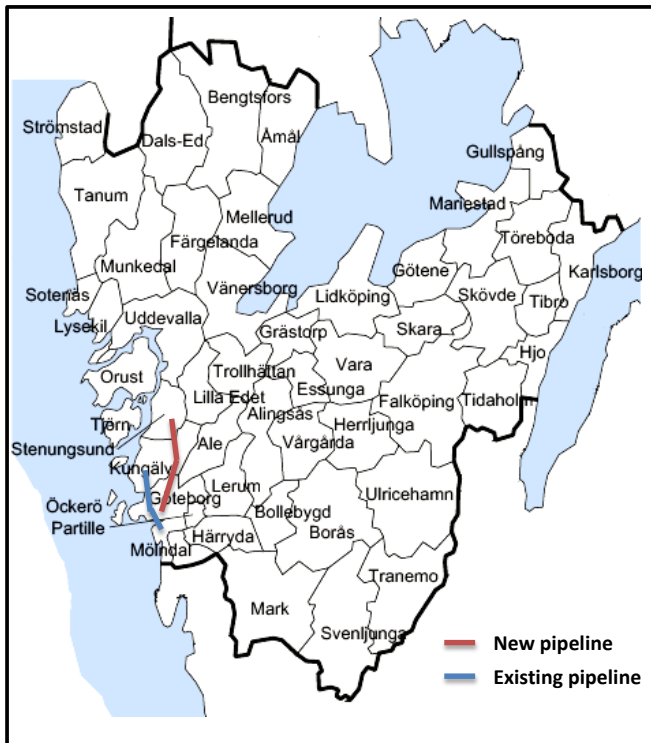 Bengtsfors
Strömstad
Dals-Ed
Åmål
Gullspång
Tanum
Mariestad
Mellerud
Töreboda
Färgelanda
Munkedal
Götene
Karlsborg
Vänersborg
Sotenäs
Lidköping
Skövde
Tibro
Lysekil
Uddevalla
Grästorp
Skara
Hjo
Orust
Trollhättan
Vara
Lilla Edet
Essunga
Falköping
Tidaholm
Tjörn
Alingsås
Herrljunga
Stenungsund
Ale
Vårgårda
Kungälv
Lerum
Ulricehamn
Öckerö
Göteborg
Bollebygd
Partille
Borås
Mölndal
Härryda
Tranemo
Mark
Svenljunga
New pipeline
Existing pipeline